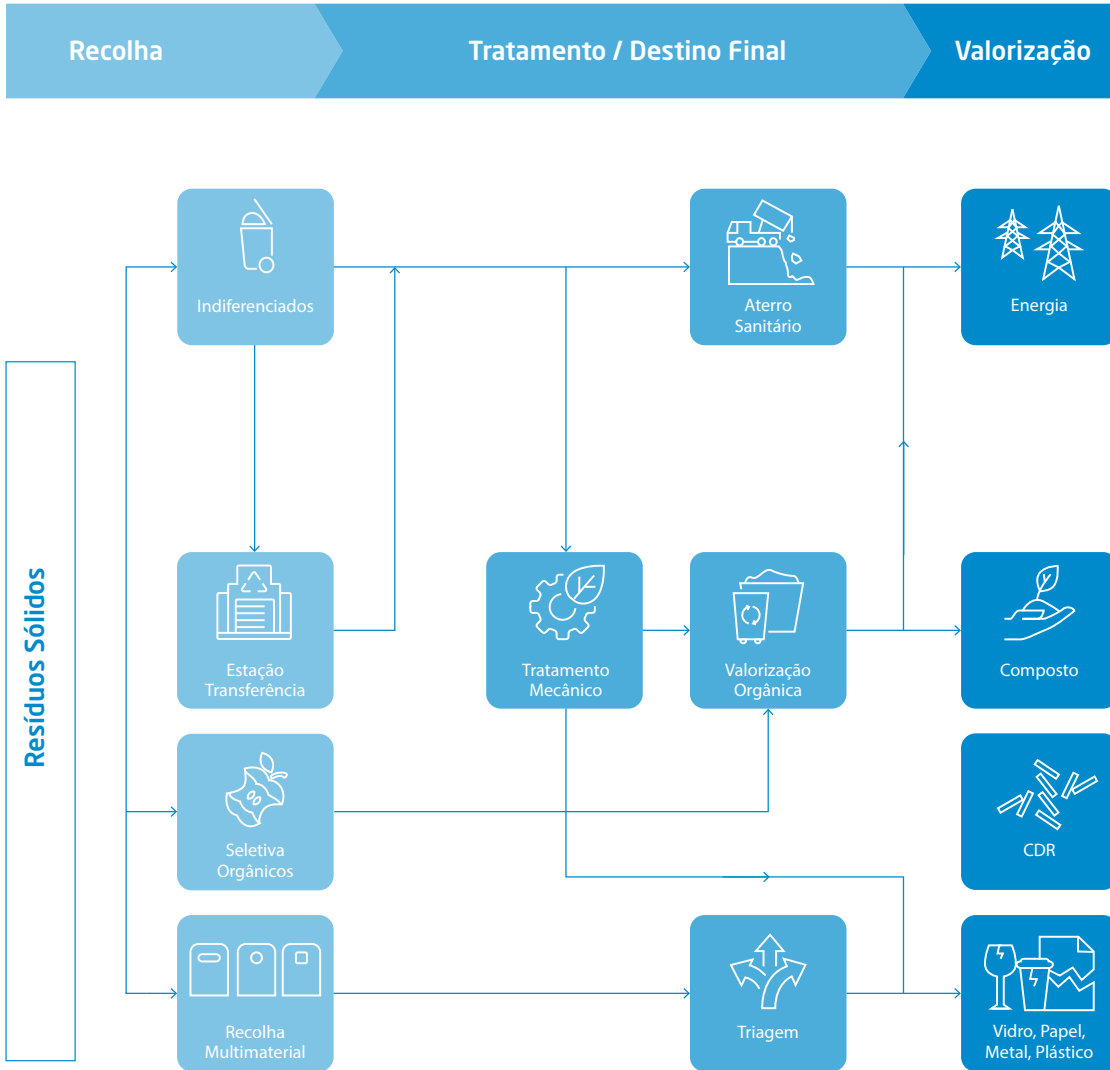 Recolha
Tratamento / Destino Final
Valorização
Resíduos Sólidos
Indiferenciados
Aterro
Sanitário
Energia
Estação
Transferência
Tratamento
Mecânico
Valorização
Orgânica
Composto
Seletiva
Orgânicos
CDR
Recolha
Multimaterial
Triagem
Vidro, Papel,
Metal, Plástico